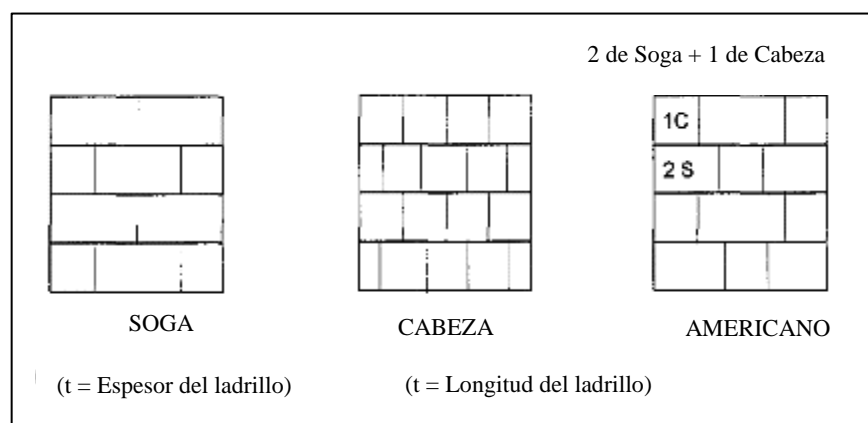 2 de Soga + 1 de Cabeza
1C
2 S
SOGA
CABEZA
AMERICANO
(t = Espesor del ladrillo)
(t = Longitud del ladrillo)